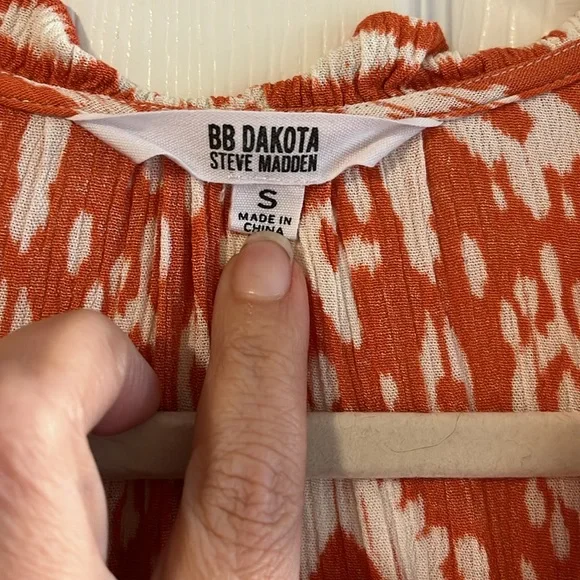 BB DAKOTA
STEVE MADDEN
S
MADE IN
CHINA